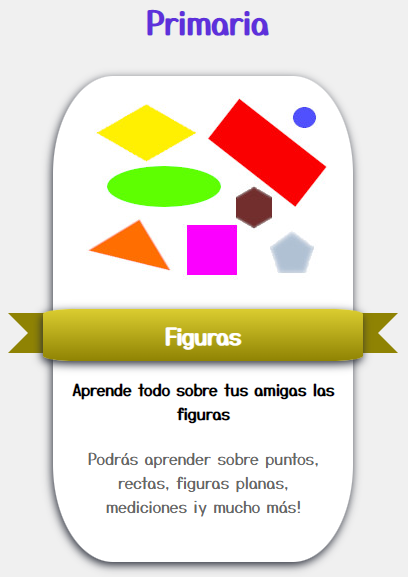 Primaria
Figuras
Aprende todo sobre tus amigas las
figuras
Podrás aprender sobre puntos,
rectas, figuras planas,
mediciones ¡y mucho más!